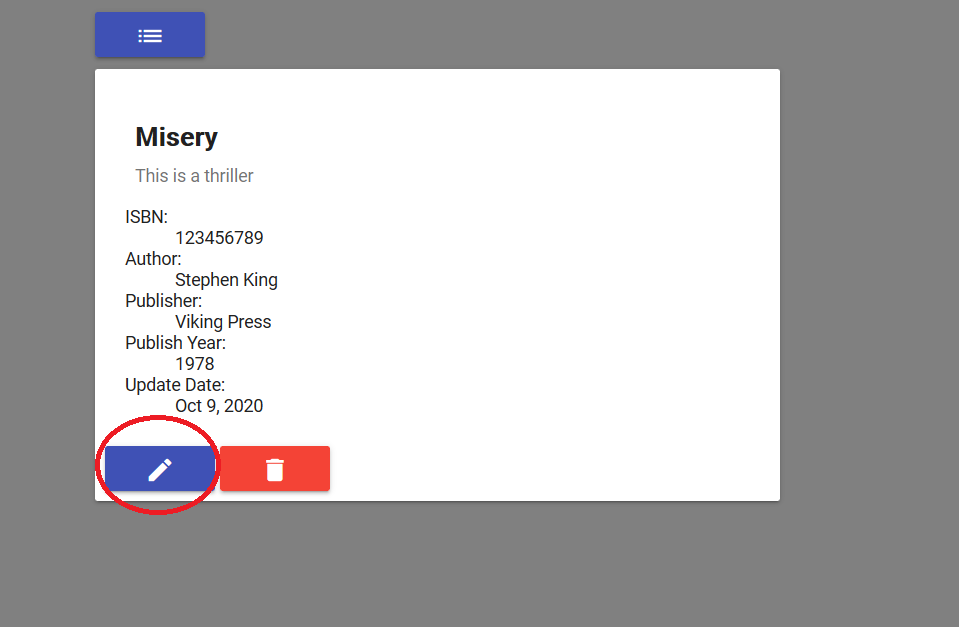 Misery
This is a thriller
ISBN:
123456789
Author:
Stephen King
Publisher:
Viking Press
Publish Year:
1978
Update Date:
Oct 9, 2020